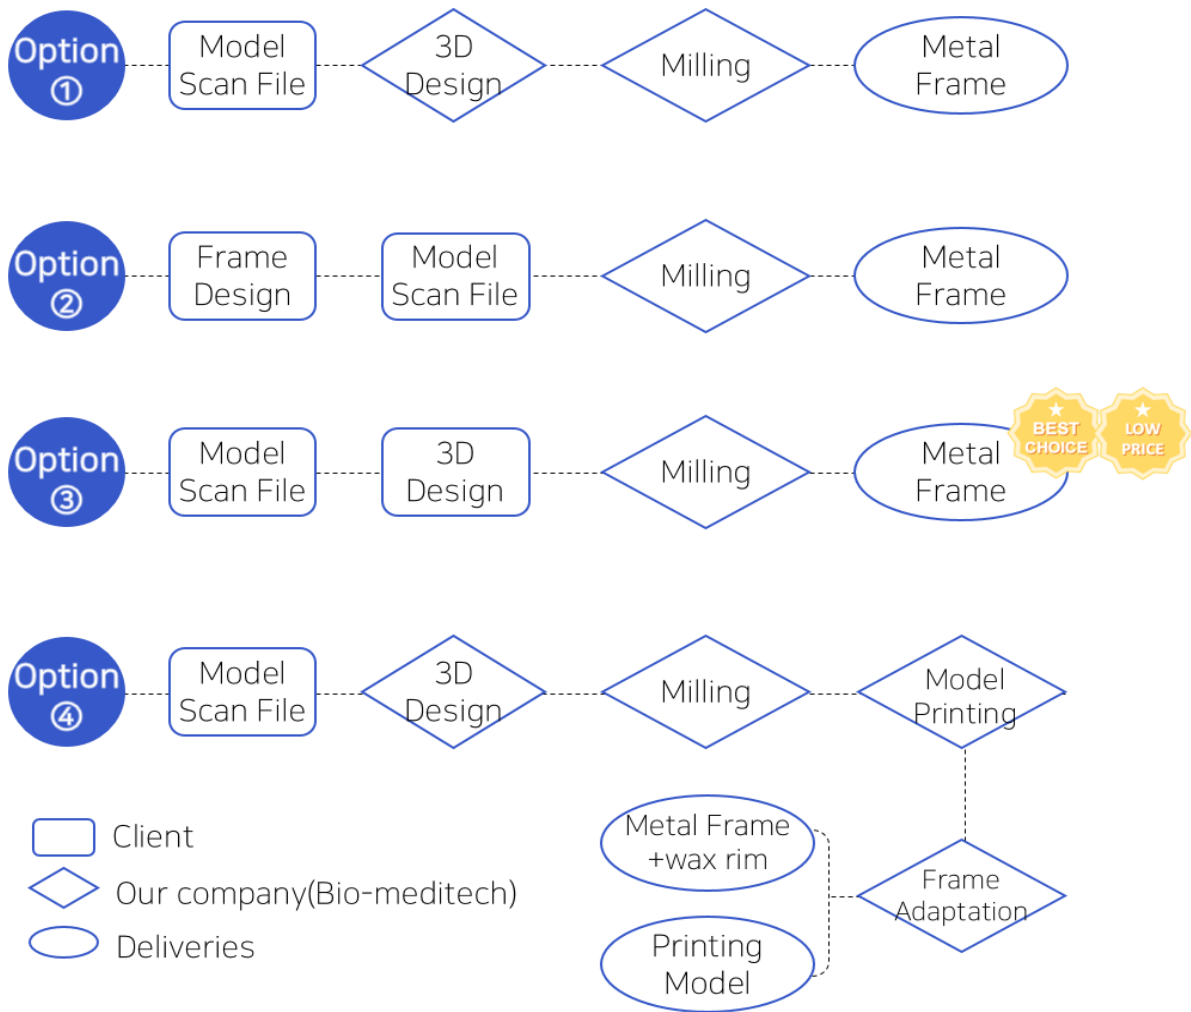 Option
①
Model
Scan File
3D
Design
Milling
Metal
Frame
Option
②
Frame
Design
Model
Scan File
Milling
Metal
Frame
Option
③
Model
Scan File
3D
Design
Milling
Metal
Frame
BEST
CHOICE
LOW
PRICE
Option
④
Model
Scan File
3D
Design
Milling
Model
Printing
Frame
Adaptation
Metal Frame
+wax rim
Printing
Model
Client
Our company(Bio-meditech)
Deliveries